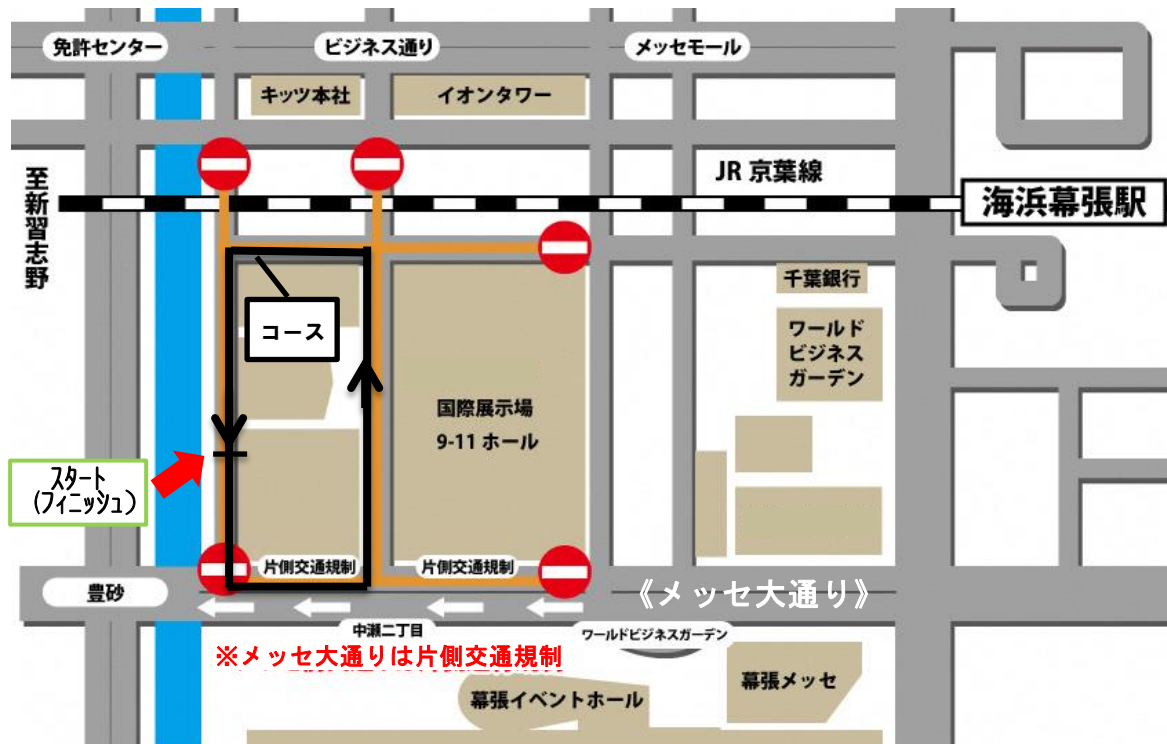 免許センター
ビジネス通り
メッセモール
キッツ本社
イオンタワー
至新習志野
JR 京葉線
海浜幕張駅
千葉銀行
コース
ワールド
ビジネス
ガーデン
国際展示場
9-11 ホール
スタート
(フィニッシュ)
片側交通規制
片側交通規制
豊砂
《メッセ大通り》
中瀬二丁目
ワールドビジネスガーデン
※メッセ大通りは片側交通規制
幕張イベントホール
幕張メッセ